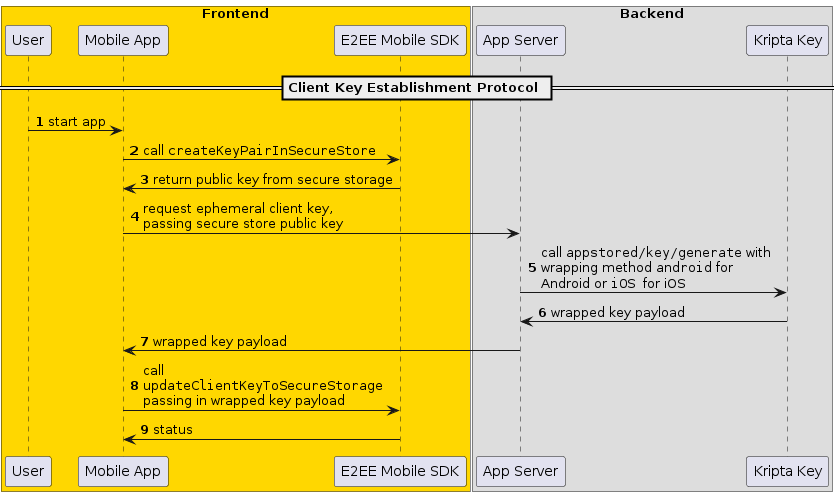 Frontend
Backend
User
Mobile App
E2EE Mobile SDK
App Server
Kripta Key
Client Key Establishment Protocol
1 start app
2 call createKeyPairInSecureStore
3 return public key from secure storage
4 request ephemeral client key,
passing secure store public key
5 call appstored/key/generate with
wrapping method android for
Android or iOS for iOS
6 wrapped key payload
7 wrapped key payload
8 call
updateClientKeyToSecureStorage
passing in wrapped key payload
9 status
User
Mobile App
E2EE Mobile SDK
App Server
Kripta Key